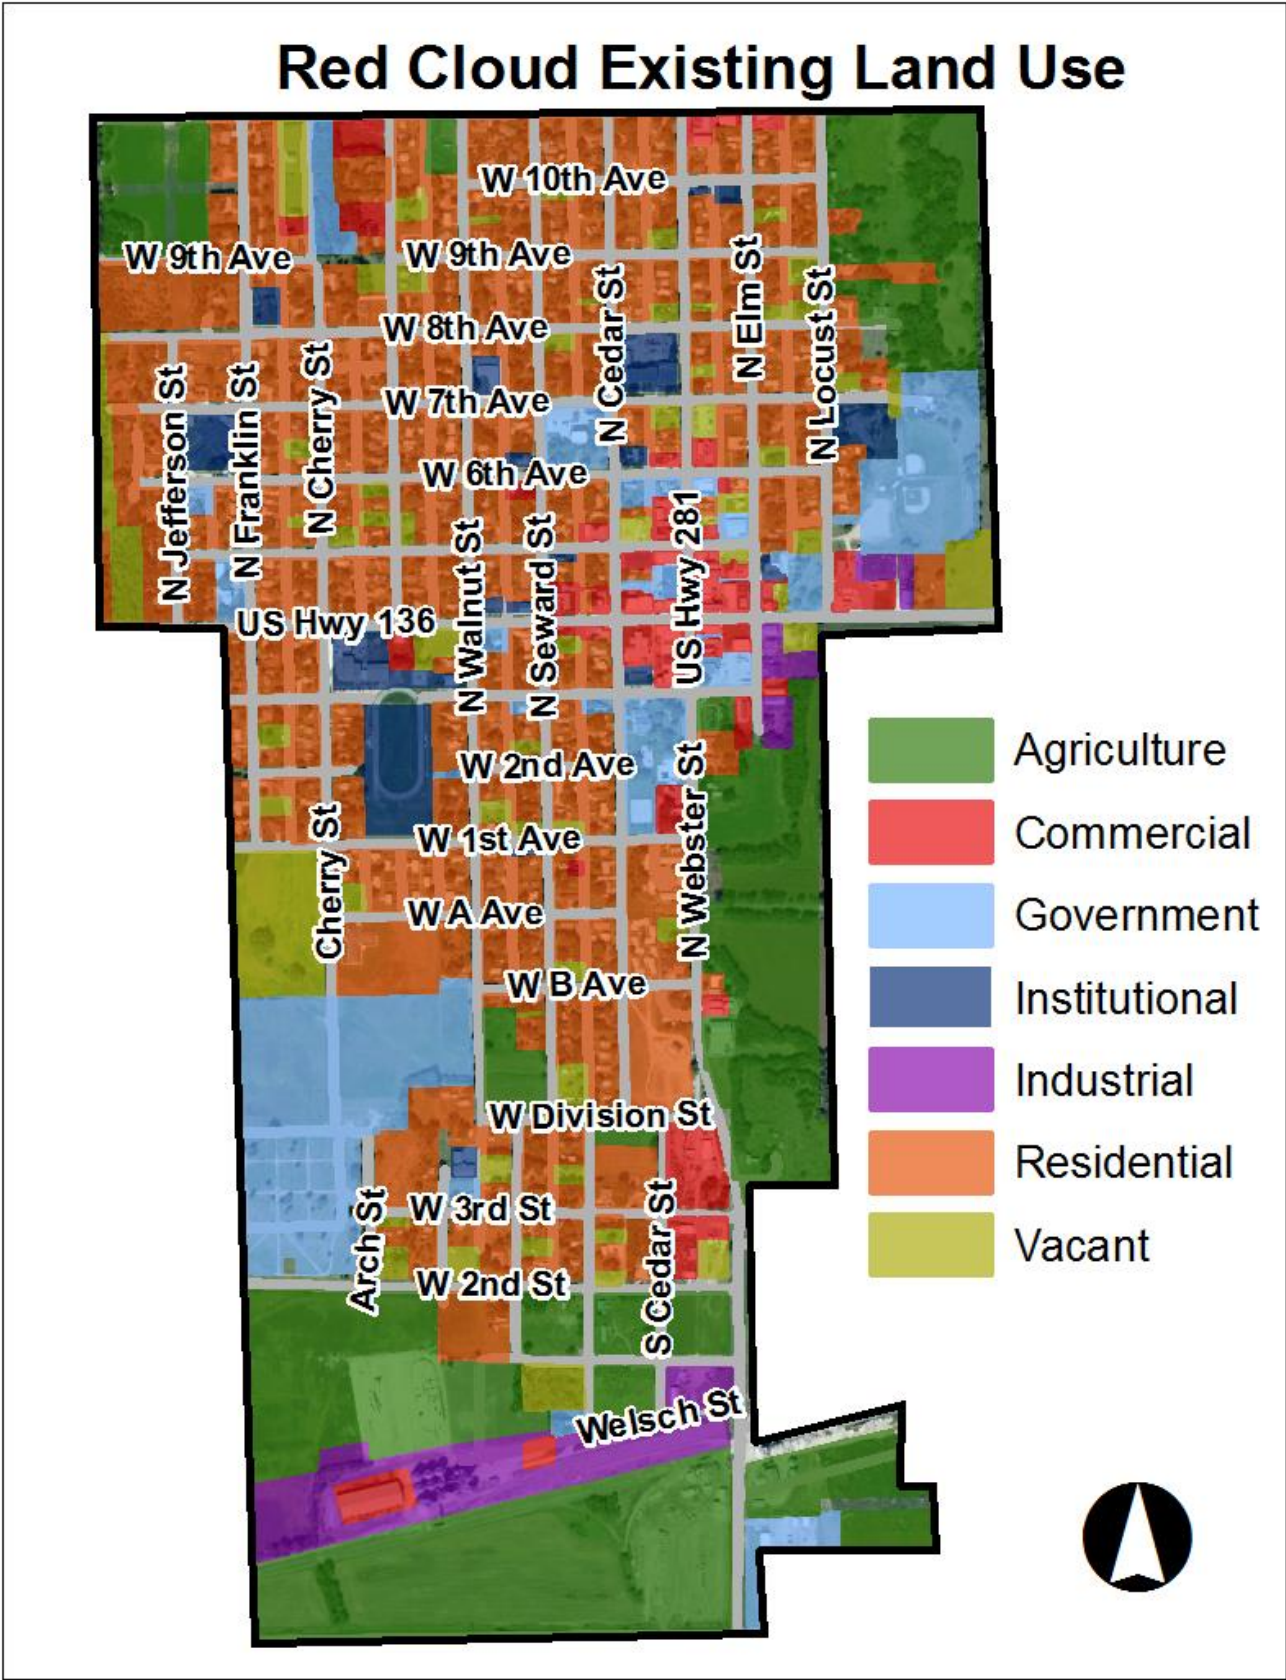 Red Cloud Existing Land Use
W 10th Ave
W 9th Ave
W 9th Ave
N Cedar St
N Elm St
N Locust St
W 8th Ave
N Jefferson St
N Franklin St
N Cherry St
W 7th Ave
W 6th Ave
N Walnut St
N Seward St
US Hwy 281
US Hwy 136
W 2nd Ave
N Webster St
Cherry St
W 1st Ave
W A Ave
W B Ave
W Division St
Arch St
W 3rd St
S Cedar St
W 2nd St
Welsch St
Agriculture
Commercial
Government
Institutional
Industrial
Residential
Vacant